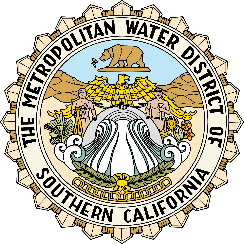 THE METROPOLITAN WATER DISTRICT OF
SOUTHERN CALIFORNIA